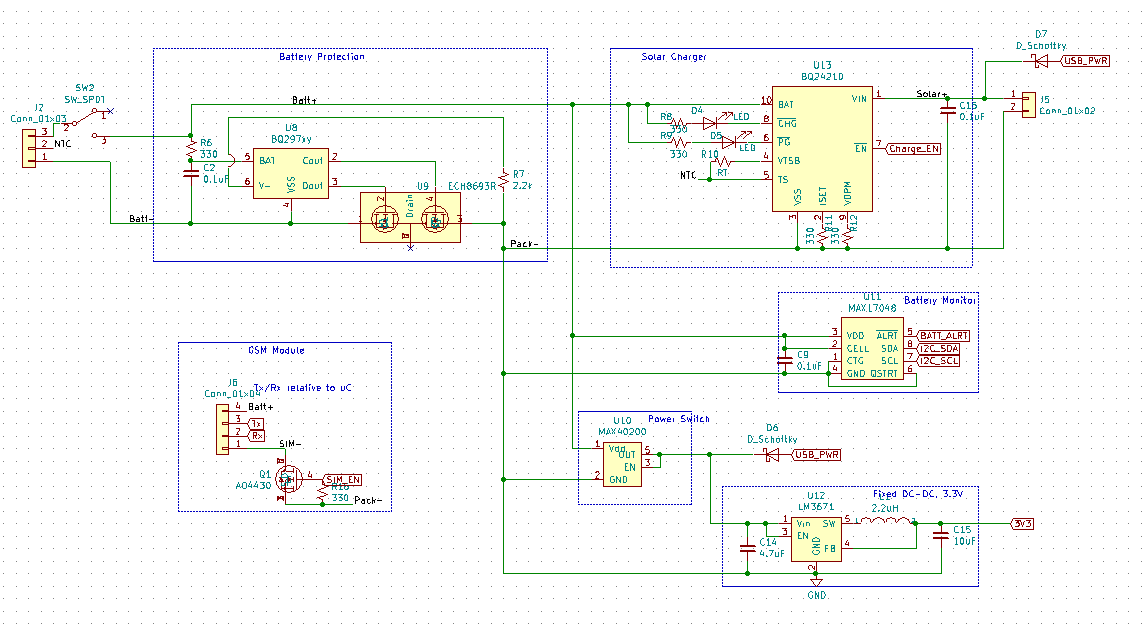 Battery Protection
Solar Charger
D7
D_Schottky
USB_PWR
SW2
SW_SPDT
1
2
3
J2
Conn_01x03
3
2
1
NTC
Batt+
Batt-
R6
330
C2
0.1uF
U8
BQ297xy
5
BAT
Cout
2
6
V-
VSS
Dout
3
4
U9
ECH8693R
2
4
Drain
1
3
R7
2.2k
Pack-
U13
BQ24210
10
BAT
VIN
1
8
CHG
6
PG
EN
7
4
VTSB
5
TS
VSS
ISET
VDPM
3
2
9
R8
330
D4
LED
R9
330
D5
LED
R10
RT
NTC
330
R11
330
R12
Solar+
C16
0.1uF
Charge_EN
1
2
J5
Conn_01x02
Battery Monitor
U11
MAX17048
3
VDD
ALRT
5
BATT_ALRT
2
CELL
SDA
8
I2C_SDA
1
CTG
SCL
7
I2C_SCL
4
GND
QSTRT
6
C9
0.1uF
GSM Module
Tx/Rx relative to uC
J6
Conn_01x04
4
Batt+
3
Tx
2
Rx
1
SIM-
Q1
AO4430
4
SIM_EN
R16
330
Pack-
Power Switch
U10
MAX40200
1
Vdd
OUT
5
EN
3
2
GND
D6
D_Schottky
USB_PWR
Fixed DC-DC, 3.3V
U12
LM3671
1
Vin
SW
5
3
EN
GND
FB
4
2
2.2uH
C14
4.7uF
C15
10uF
3V3
GND